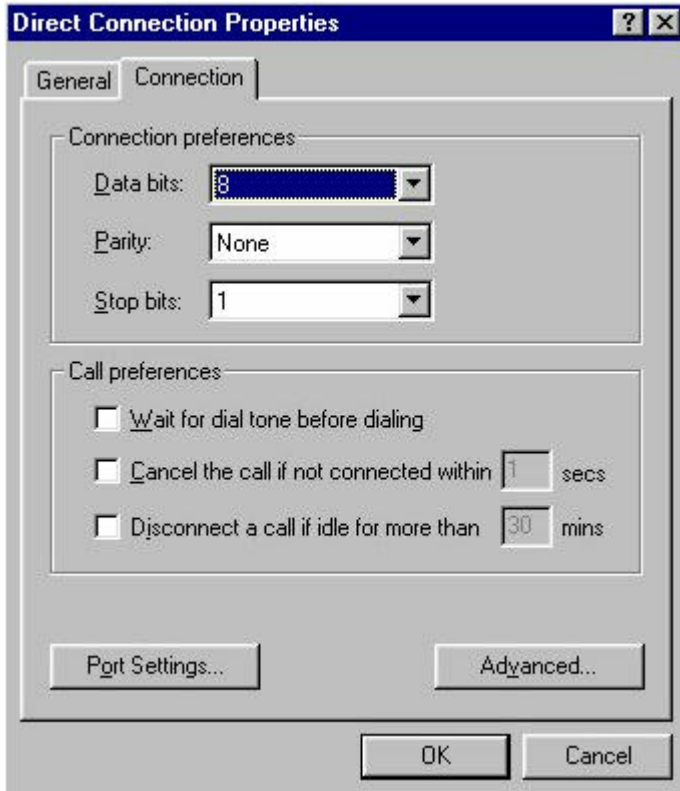 Direct Connection Properties
General Connection
Connection preferences
Data bits: 8
Parity: None
Stop bits: 1
Call preferences
Wait for dial tone before dialing
Cancel the call if not connected within 1 secs
Disconnect a call if idle for more than 30 mins
Port Settings... Advanced...
OK Cancel